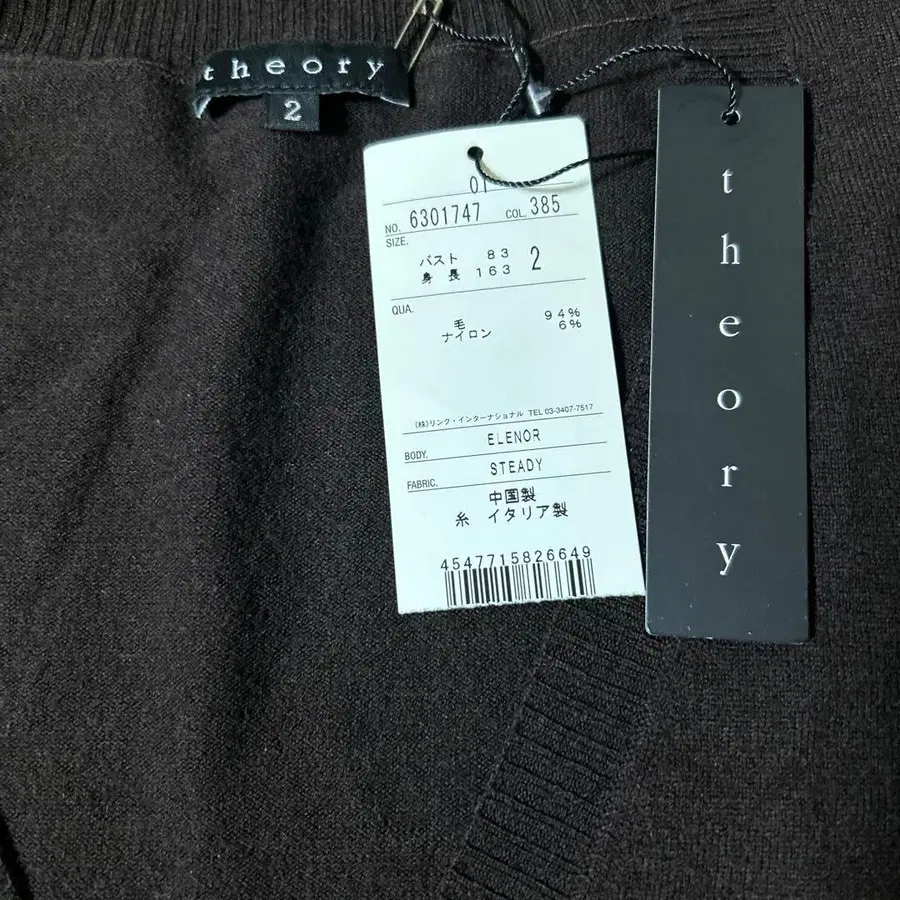 theory
2
01
NO. 6301747 COL. 385
SIZE.
バスト 83
身長 163 2
QUA.
毛 94%
ナイロン 6%
(株)リンク・インターナショナル TEL 03-3407-7517
BODY. ELENOR
FABRIC. STEADY
中国製
糸 イタリア製
4547715826649
theory